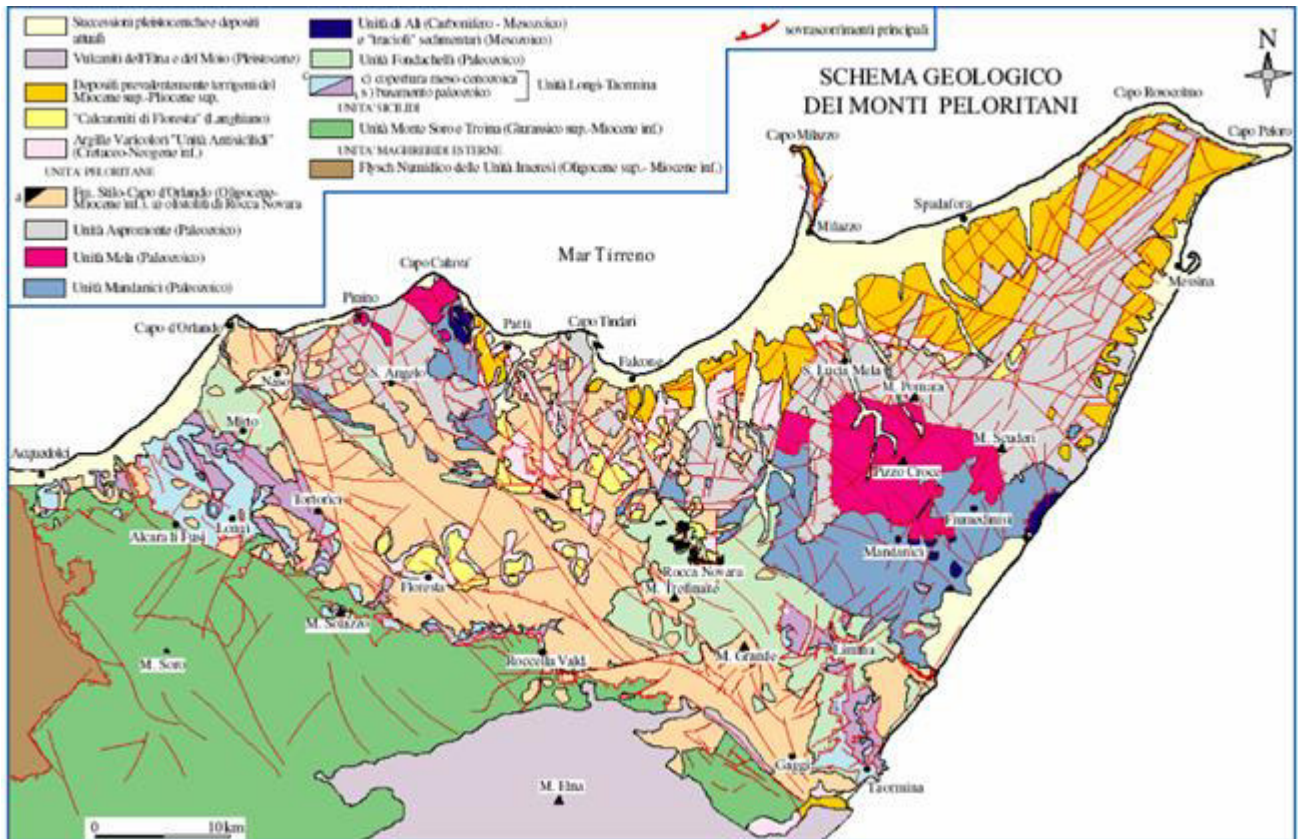 Successioni pleistoceniche e depositi
attuali
Vulcaniti dell'Etna e del Moio (Pleistocene)
Depositi prevalentemente terrigeni del
Miocene sup.-Pliocene sup.
"Calcareniti di Floresta" (Langhiano)
Argille Varicolori "Unità Antisicilidi"
(Cretaceo-Neogene inf.)
UNITA' PELORITANE
a
Fm. Stilo-Capo d'Orlando (Oligocene-
Miocene inf.), a) olistoliti di Rocca Novara
Unità Aspromonte (Paleozoico)
Unità Mela (Paleozoico)
Unità Mandanici (Paleozoico)
Unità di Alì (Carbonifero - Mesozoico)
e "trucioli" sedimentari (Mesozoico)
Unità Fondachelli (Paleozoico)
c
c) copertura meso-cenozoica
s) basamento paleozoico
Unità Longi-Taormina
UNITA' SICILIDI
Unità Monte Soro e Troina (Giurassico sup.-Miocene inf)
UNITA' MAGHREBIDI ESTERNE
Flysch Numidico delle Unità Imeresi (Oligocene sup.- Miocene inf.)
sovrascorrimenti principali
SCHEMA GEOLOGICO
DEI MONTI PELORITANI
N
Capo Rasocolmo
Capo Peloro
Capo Milazzo
Spadafora
Milazzo
Messina
Mar Tirreno
Capo Calavà
Piraino
Capo d'Orlando
Patti
Capo Tindari
Falcone
Naso
S. Angelo
S. Lucia Mela
M. Poverara
Mirto
M. Scuderi
Acquedolci
Pizzo Croce
Tortorici
Longi
Alcara li Fusi
Fiumedinisi
Mandanici
Rocca Novara
Floresta
M. Trefinate
M. Solazzo
M. Soro
Roccella Vald.
M. Grande
Limina
Gaggi
Taormina
M. Etna
0
10 km